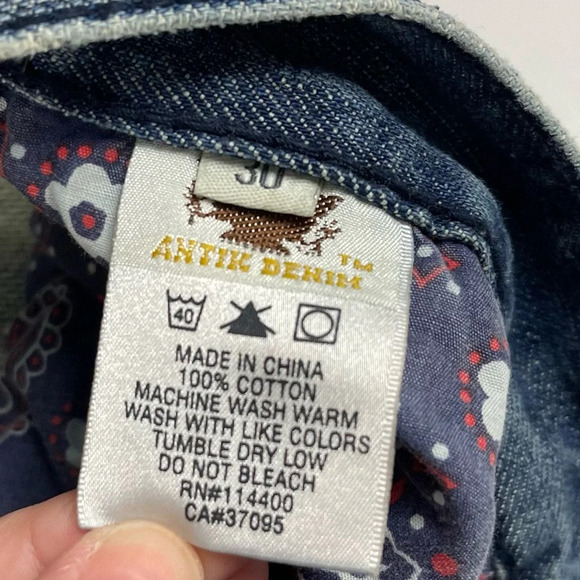 30
ANTIK DENIM™
40
MADE IN CHINA
100% COTTON
MACHINE WASH WARM
WASH WITH LIKE COLORS
TUMBLE DRY LOW
DO NOT BLEACH
RN#114400
CA#37095